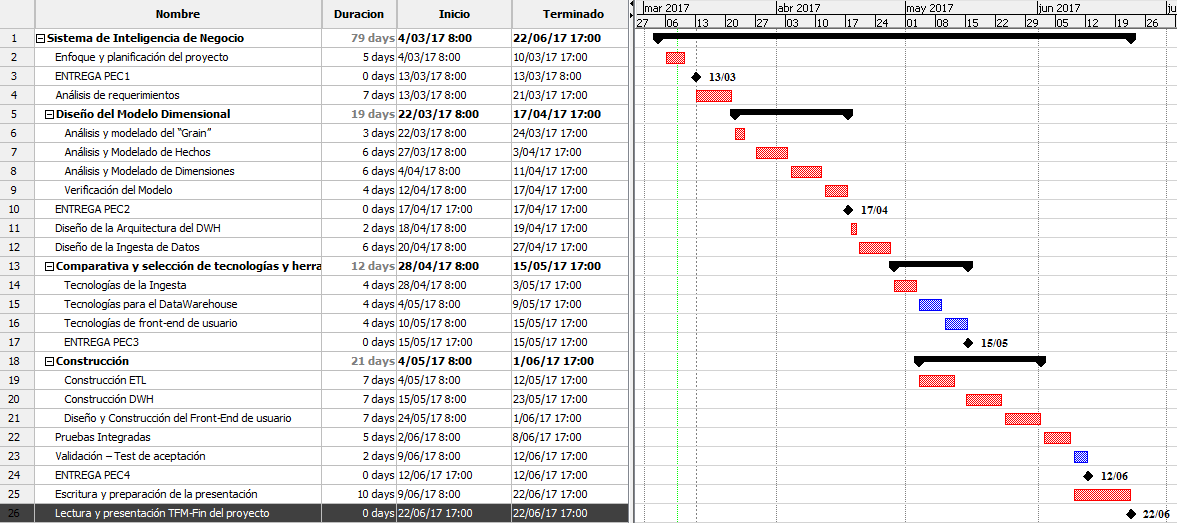 Nombre Duracion Inicio Terminado
mar 2017 abr 2017 may 2017 jun 2017
27 06 13 20 27 03 10 17 24 01 08 15 22 29 05 12 19 26
1 Sistema de Inteligencia de Negocio 79 days 4/03/17 8:00 22/06/17 17:00
2 Enfoque y planificación del proyecto 5 days 4/03/17 8:00 10/03/17 17:00
3 ENTREGA PEC1 0 days 13/03/17 8:00 13/03/17 8:00 13/03
4 Análisis de requerimientos 7 days 13/03/17 8:00 21/03/17 17:00
5 Diseño del Modelo Dimensional 19 days 22/03/17 8:00 17/04/17 17:00
6 Análisis y modelado del “Grain” 3 days 22/03/17 8:00 24/03/17 17:00
7 Análisis y Modelado de Hechos 6 days 27/03/17 8:00 3/04/17 17:00
8 Análisis y Modelado de Dimensiones 6 days 4/04/17 8:00 11/04/17 17:00
9 Verificación del Modelo 4 days 12/04/17 8:00 17/04/17 17:00
10 ENTREGA PEC2 0 days 17/04/17 17:00 17/04/17 17:00 17/04
11 Diseño de la Arquitectura del DWH 2 days 18/04/17 8:00 19/04/17 17:00
12 Diseño de la Ingesta de Datos 6 days 20/04/17 8:00 27/04/17 17:00
13 Comparativa y selección de tecnologías y herra 12 days 28/04/17 8:00 15/05/17 17:00
14 Tecnologías de la Ingesta 4 days 28/04/17 8:00 3/05/17 17:00
15 Tecnologías para el DataWarehouse 4 days 4/05/17 8:00 9/05/17 17:00
16 Tecnologías de front-end de usuario 4 days 10/05/17 8:00 15/05/17 17:00
17 ENTREGA PEC3 0 days 15/05/17 17:00 15/05/17 17:00 15/05
18 Construcción 21 days 4/05/17 8:00 1/06/17 17:00
19 Construcción ETL 7 days 4/05/17 8:00 12/05/17 17:00
20 Construcción DWH 7 days 15/05/17 8:00 23/05/17 17:00
21 Diseño y Construcción del Front-End de usuario 7 days 24/05/17 8:00 1/06/17 17:00
22 Pruebas Integradas 5 days 2/06/17 8:00 8/06/17 17:00
23 Validación – Test de aceptación 2 days 9/06/17 8:00 12/06/17 17:00
24 ENTREGA PEC4 0 days 12/06/17 17:00 12/06/17 17:00 12/06
25 Escritura y preparación de la presentación 10 days 9/06/17 8:00 22/06/17 17:00
26 Lectura y presentación TFM-Fin del proyecto 0 days 22/06/17 17:00 22/06/17 17:00 22/06